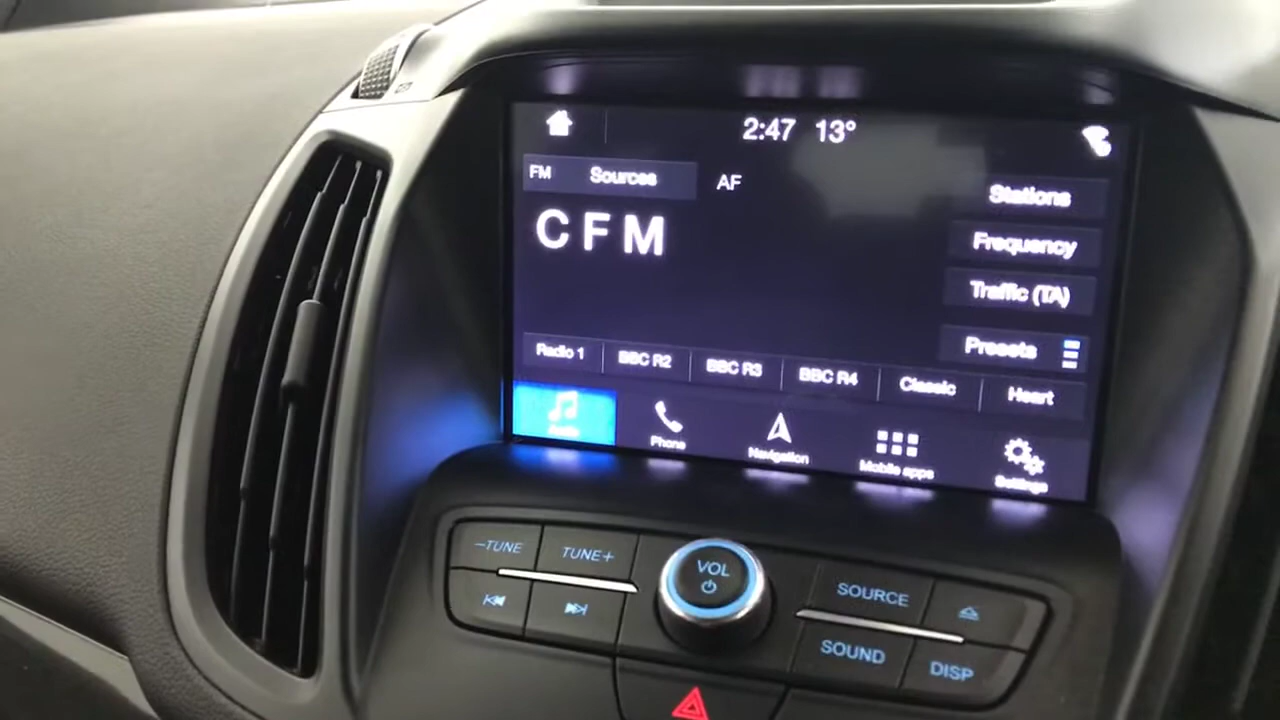 2:47 13°
FM Sources AF
Stations
C F M
Frequency
Traffic (TA)
Presets
Radio 1 BBC R2 BBC R3 BBC R4 Classic Heart
Audio Phone Navigation Mobile apps Settings
–TUNE TUNE+
VOL
SOURCE
SOUND DISP